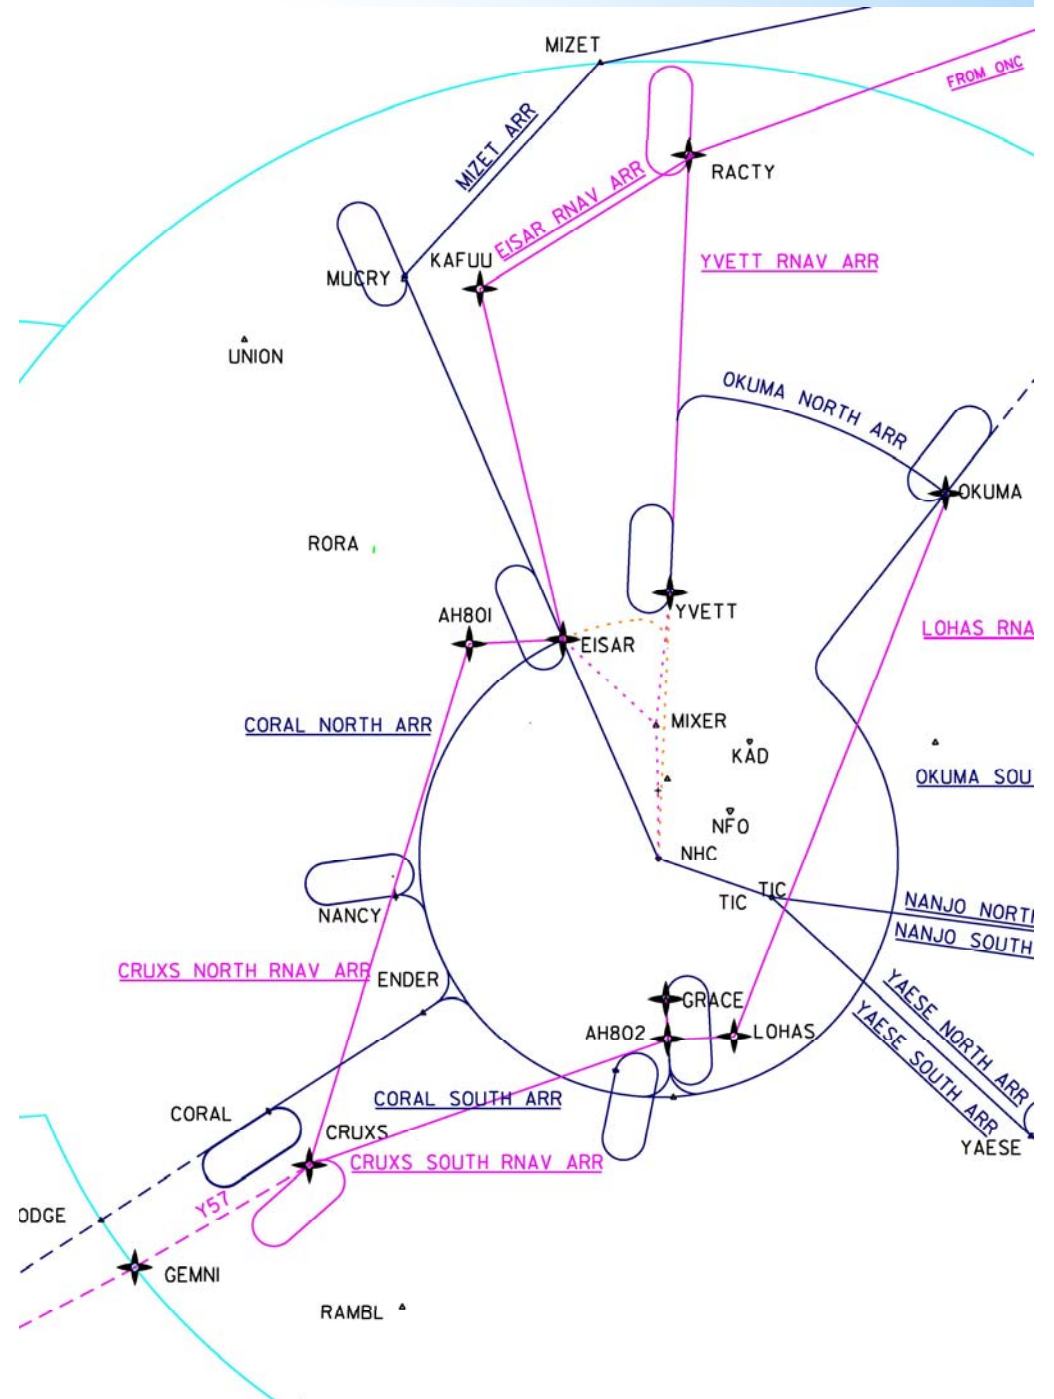 MIZET
FROM ONC
MIZET ARR
RACTY
EISAR RNAV ARR
KAFUU
YVETT RNAV ARR
MUCRY
UNION
OKUMA NORTH ARR
OKUMA
RORA
YVETT
AH801
EISAR
LOHAS RNA
CORAL NORTH ARR
MIXER
KAD
OKUMA SOU
NFO
NHC
TIC
TIC
NANCY
NANJO NORTH
NANJO SOUTH
CRUXS NORTH RNAV ARR
ENDER
YAESE NORTH ARR
YAESE SOUTH ARR
GRACE
AH802
LOHAS
CORAL SOUTH ARR
CORAL
CRUXS
YAESE
CRUXS SOUTH RNAV ARR
Y57
ODGE
GEMNI
RAMBL